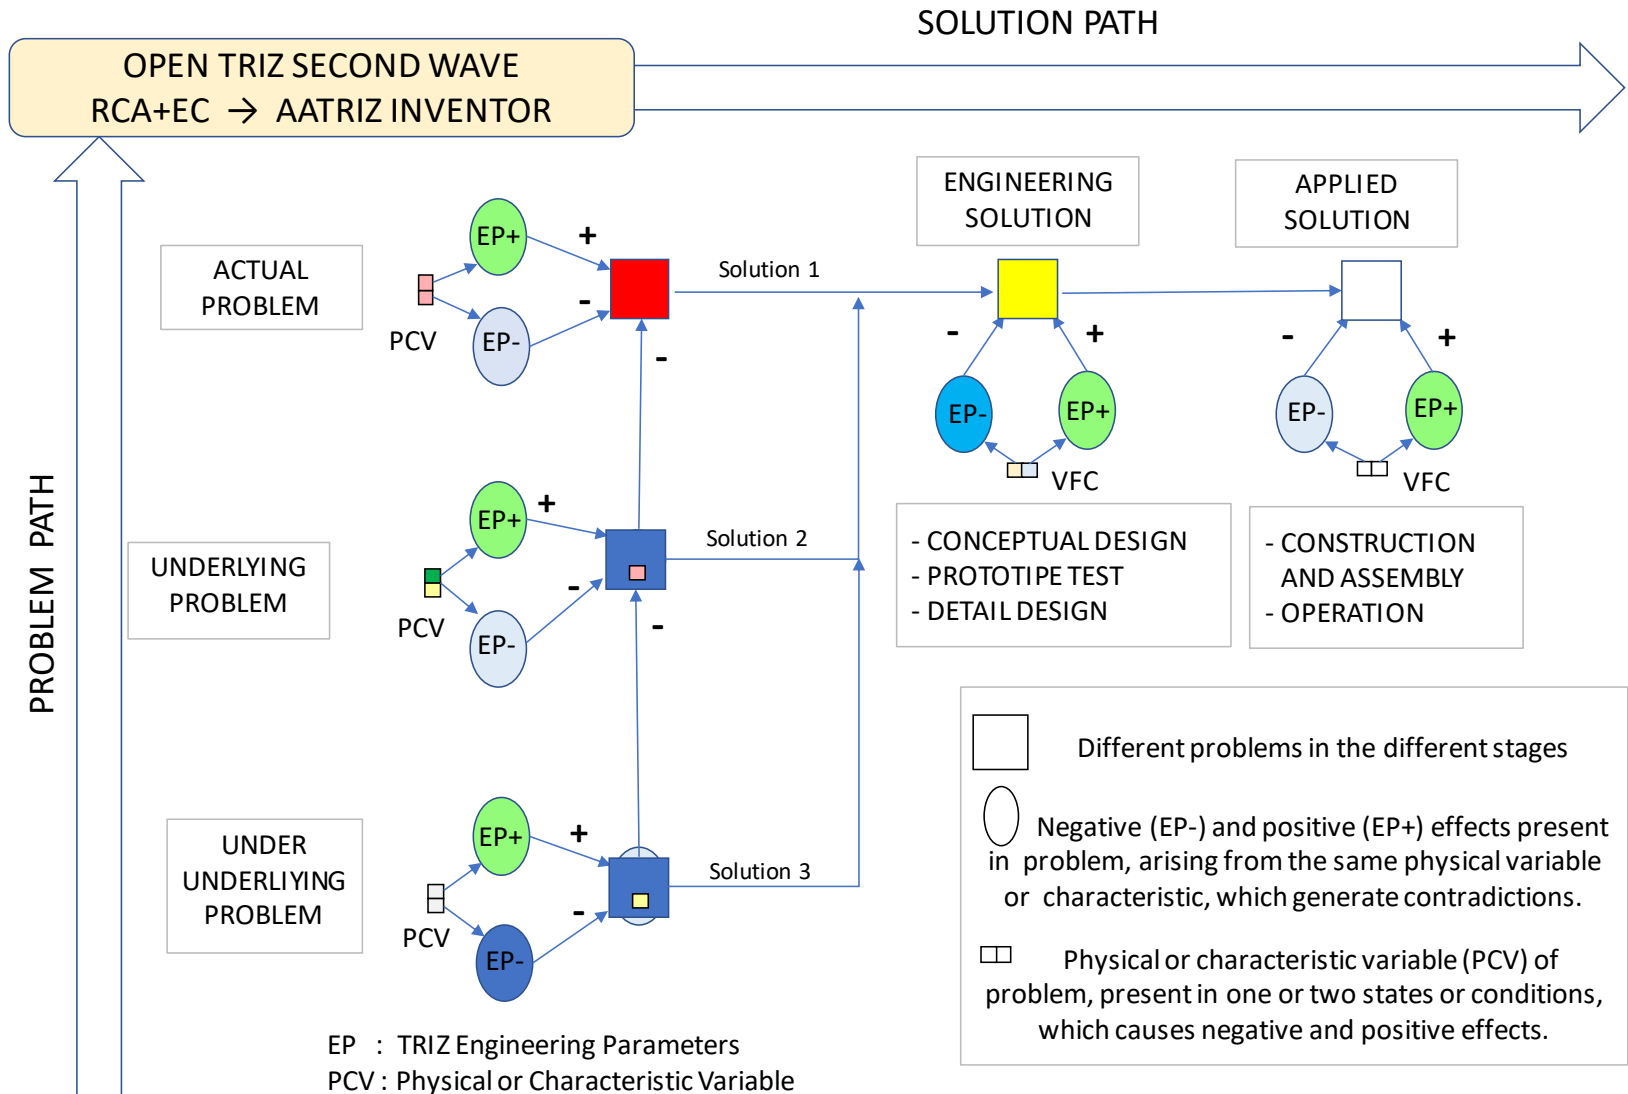 SOLUTION PATH
OPEN TRIZ SECOND WAVE
RCA+EC → AATRIZ INVENTOR
PROBLEM PATH
ACTUAL
PROBLEM
PCV
EP+
EP-
+
-
-
Solution 1
ENGINEERING
SOLUTION
-
+
EP-
EP+
VFC
APPLIED
SOLUTION
-
+
EP-
EP+
VFC
UNDERLYING
PROBLEM
PCV
EP+
EP-
+
-
-
Solution 2
- CONCEPTUAL DESIGN
- PROTOTIPE TEST
- DETAIL DESIGN
- CONSTRUCTION
AND ASSEMBLY
- OPERATION
UNDER
UNDERLIYING
PROBLEM
PCV
EP+
EP-
+
-
Solution 3
Different problems in the different stages
Negative (EP-) and positive (EP+) effects present
in problem, arising from the same physical variable
or characteristic, which generate contradictions.
Physical or characteristic variable (PCV) of
problem, present in one or two states or conditions,
which causes negative and positive effects.
EP : TRIZ Engineering Parameters
PCV : Physical or Characteristic Variable